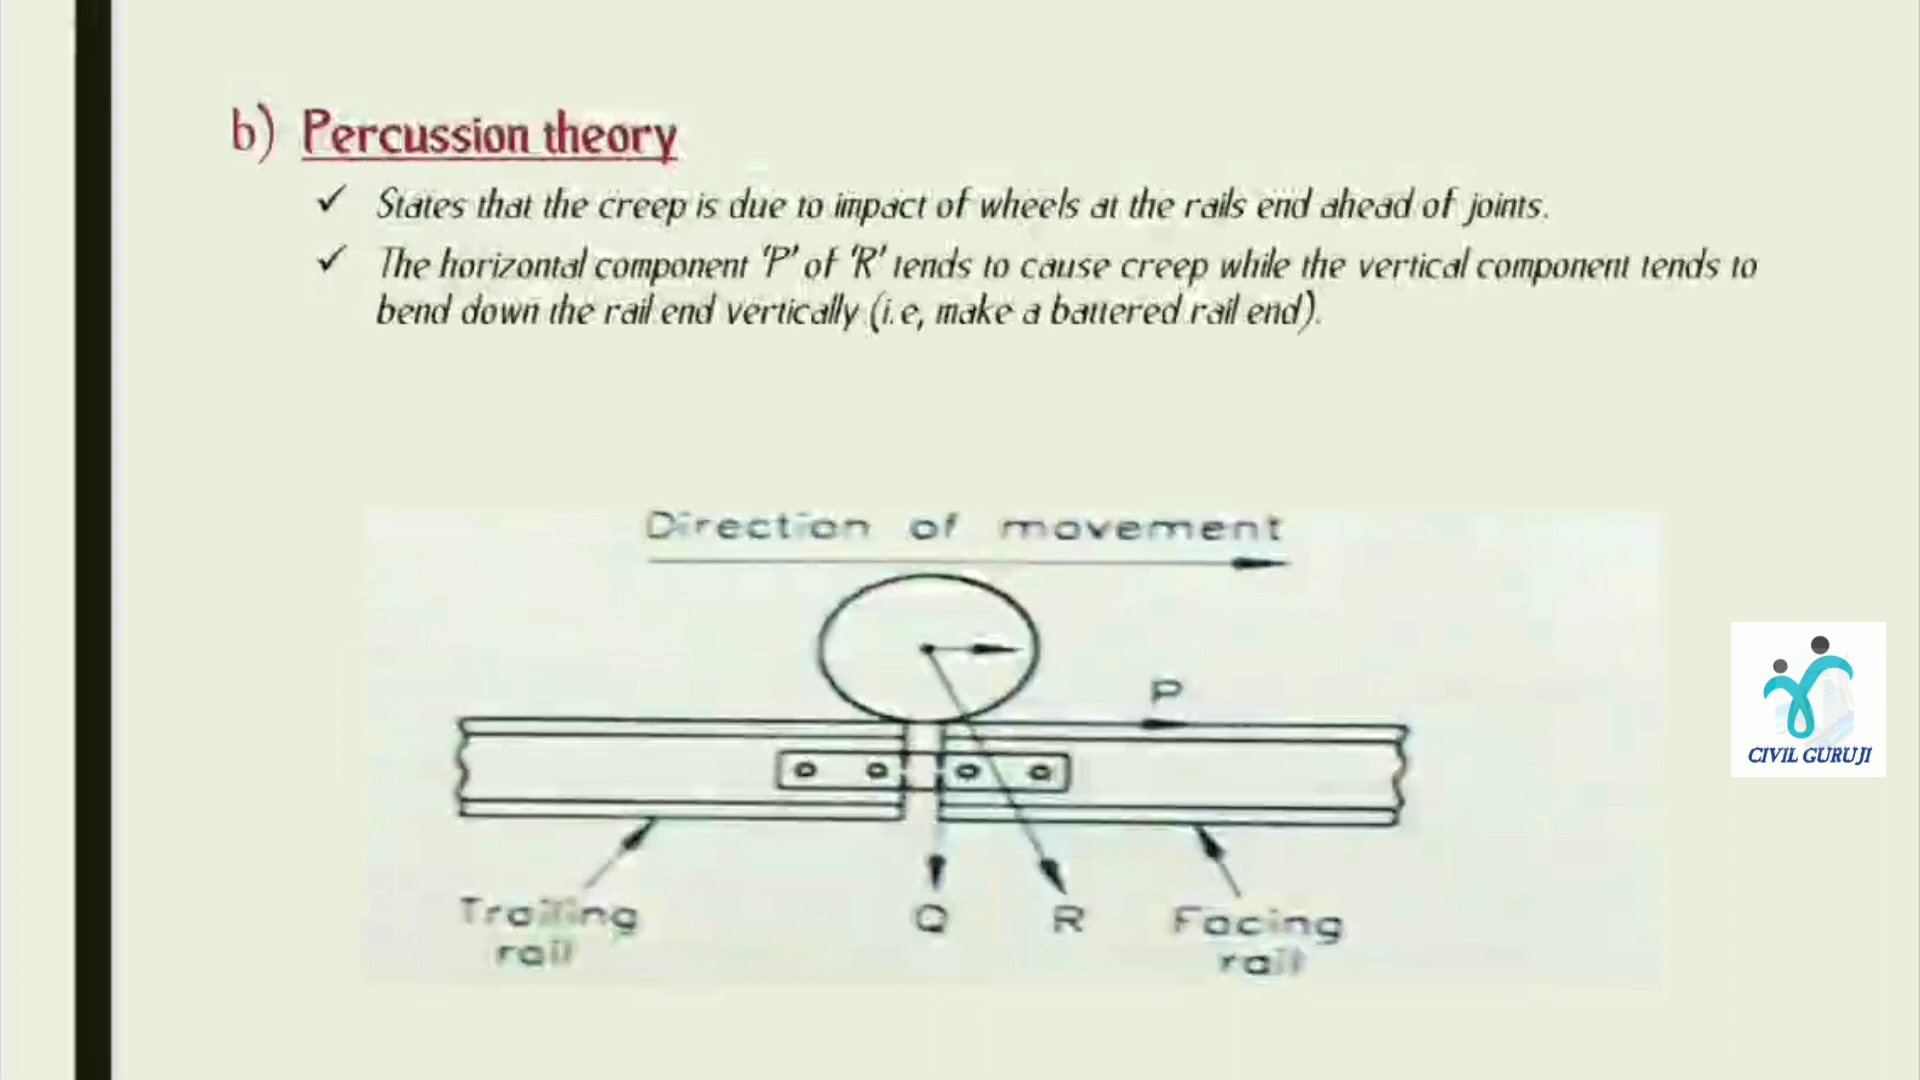 b) Percussion theory
✓ States that the creep is due to impact of wheels at the rails end ahead of joints.
✓ The horizontal component 'P' of 'R' tends to cause creep while the vertical component tends to
bend down the rail end vertically (i.e, make a battered rail end).
Direction of movement
P
CIVIL GURUJI
Trailing
rail
Q
R
Facing
rail